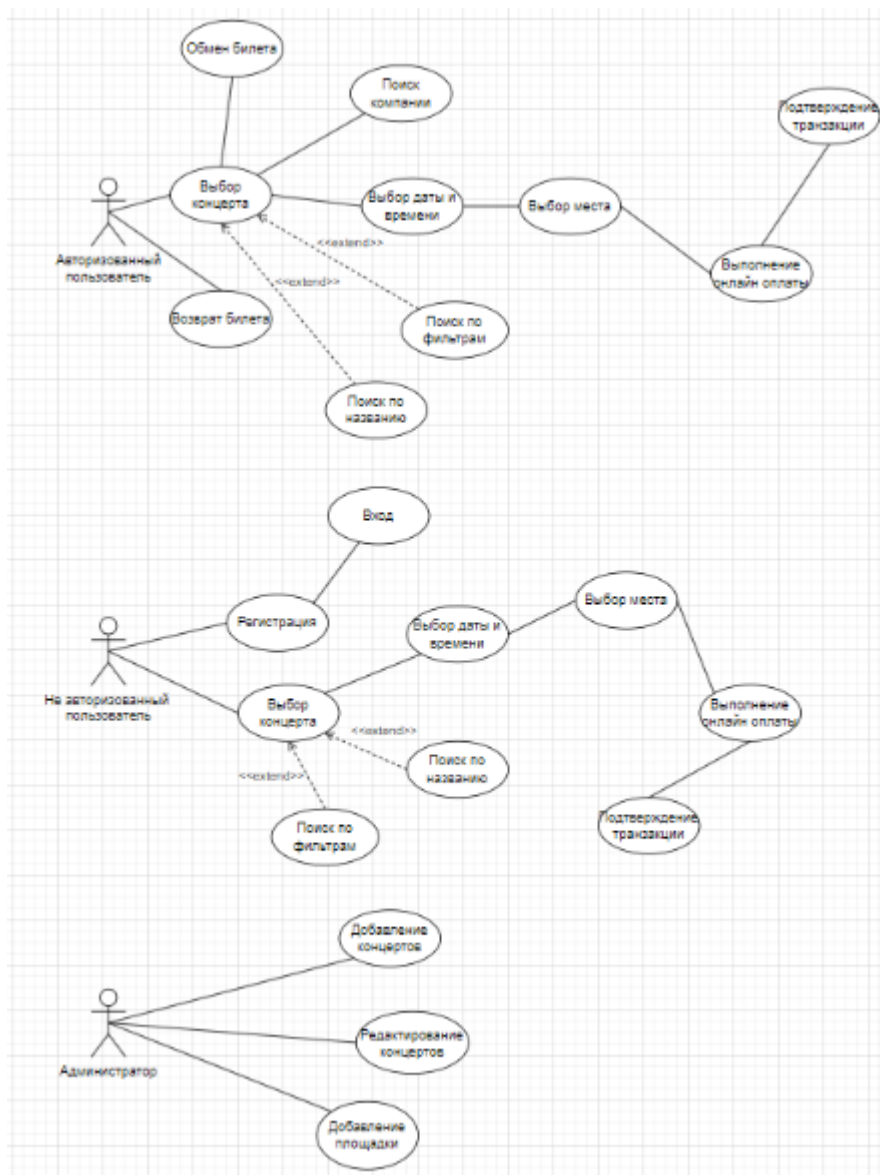 Обмен билета
Поиск
компании
Подтверждение
транзакции
Выбор
концерта
Выбор даты и
времени
Выбор места
<<extend>>
Авторизованный
пользователь
<<extend>>
Выполнение
онлайн оплаты
Возврат билета
Поиск по
фильтрам
Поиск по
названию
Вход
Регистрация
Выбор даты и
времени
Выбор места
Не авторизованный
пользователь
Выбор
концерта
Выполнение
онлайн оплаты
<<extend>>
Поиск по
названию
<<extend>>
Поиск по
фильтрам
Подтверждение
транзакции
Добавление
концертов
Редактирование
концертов
Администратор
Добавление
площадки